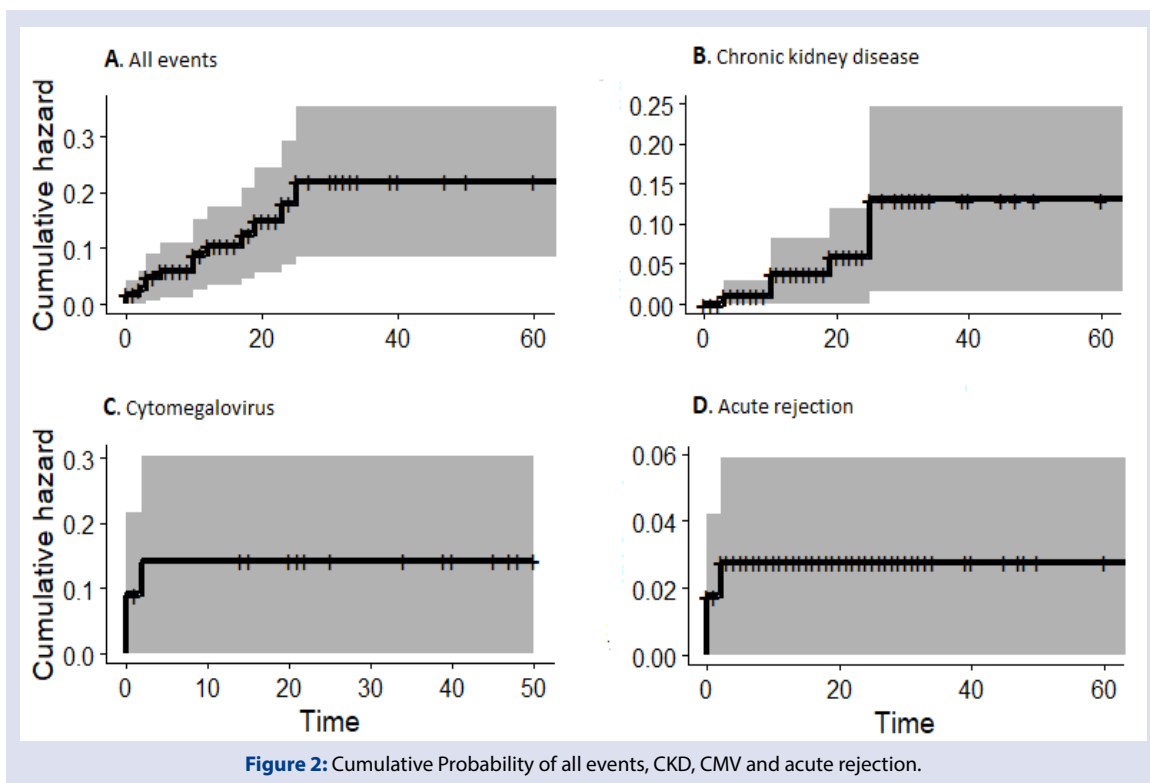 A. All events
Cumulative hazard
0.3
0.2
0.1
0.0
0 20 40 60
B. Chronic kidney disease
0.25
0.20
0.15
0.10
0.05
0.00
0 20 40 60
C. Cytomegalovirus
Cumulative hazard
0.3
0.2
0.1
0.0
0 10 20 30 40 50
Time
D. Acute rejection
0.06
0.04
0.02
0.00
0 20 40 60
Time
Figure 2: Cumulative Probability of all events, CKD, CMV and acute rejection.